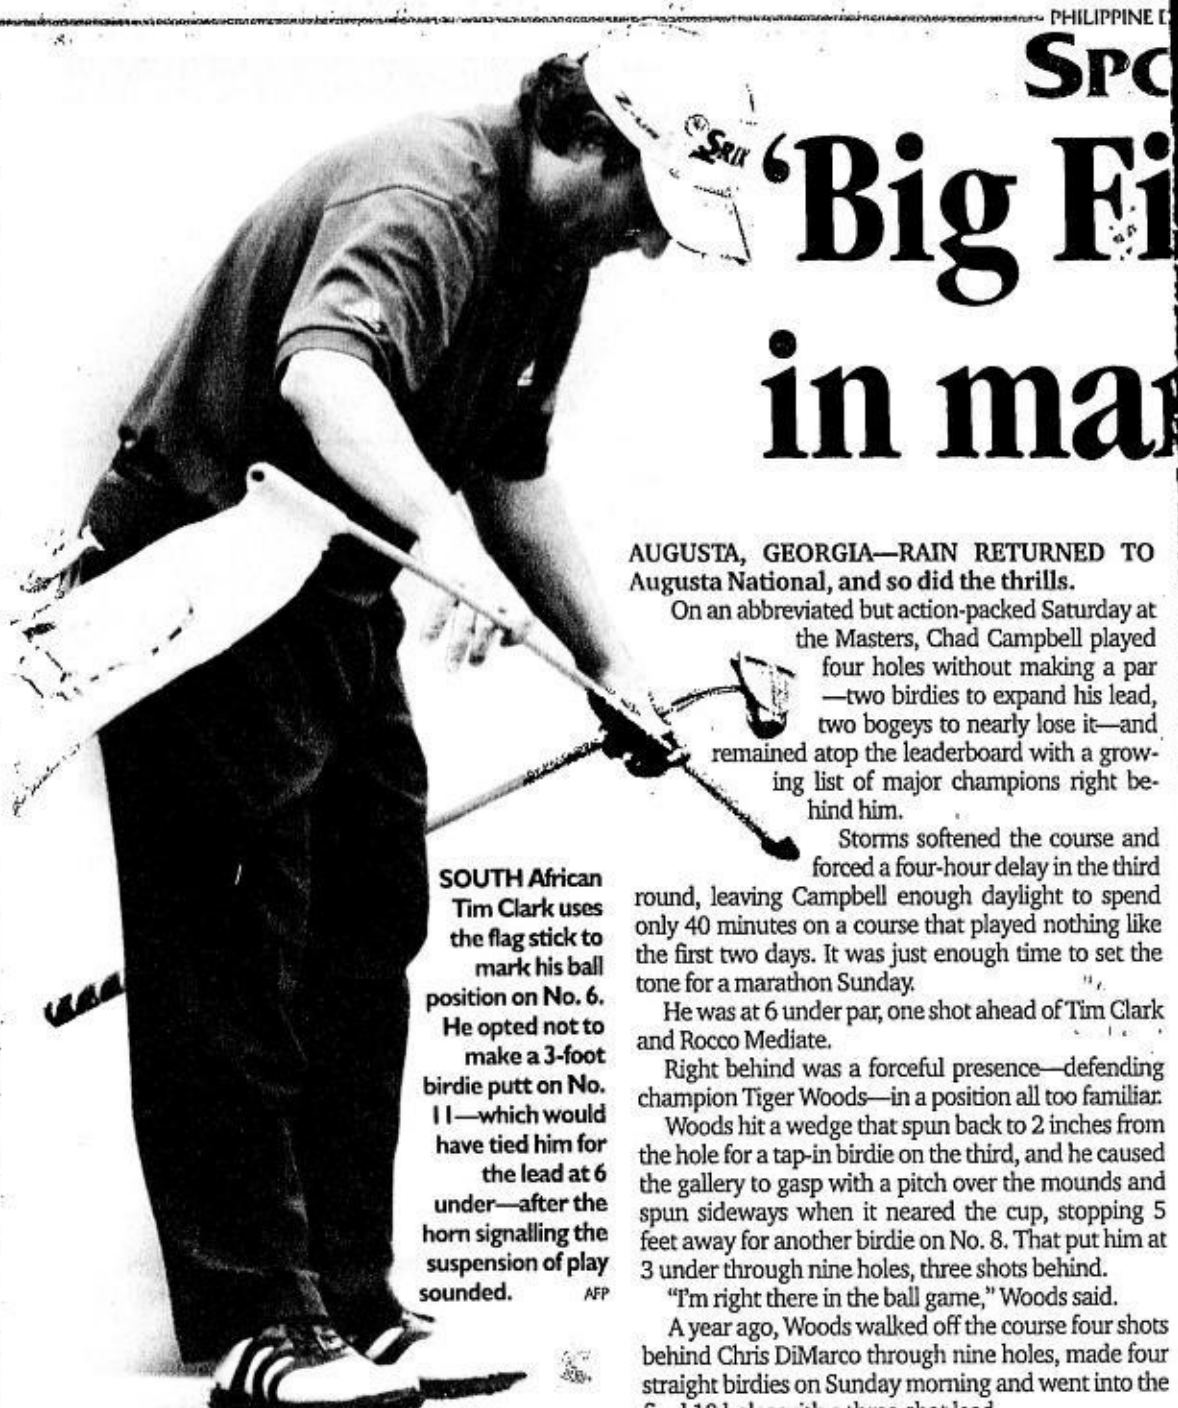 PHILIPPINE
SPO
‘Big Fi
in mar
Z-URS
SRIX
AUGUSTA, GEORGIA—RAIN RETURNED TO
Augusta National, and so did the thrills.
On an abbreviated but action-packed Saturday at
the Masters, Chad Campbell played
four holes without making a par
—two birdies to expand his lead,
two bogeys to nearly lose it—and
remained atop the leaderboard with a grow-
ing list of major champions right be-
hind him.
Storms softened the course and
forced a four-hour delay in the third
round, leaving Campbell enough daylight to spend
only 40 minutes on a course that played nothing like
the first two days. It was just enough time to set the
tone for a marathon Sunday.
He was at 6 under par, one shot ahead of Tim Clark
and Rocco Mediate.
Right behind was a forceful presence—defending
champion Tiger Woods—in a position all too familiar.
Woods hit a wedge that spun back to 2 inches from
the hole for a tap-in birdie on the third, and he caused
the gallery to gasp with a pitch over the mounds and
spun sideways when it neared the cup, stopping 5
feet away for another birdie on No. 8. That put him at
3 under through nine holes, three shots behind.
“I’m right there in the ball game,” Woods said.
A year ago, Woods walked off the course four shots
behind Chris DiMarco through nine holes, made four
straight birdies on Sunday morning and went into the
SOUTH African
Tim Clark uses
the flag stick to
mark his ball
position on No. 6.
He opted not to
make a 3-foot
birdie putt on No.
11—which would
have tied him for
the lead at 6
under—after the
horn signalling the
suspension of play
sounded. AFP